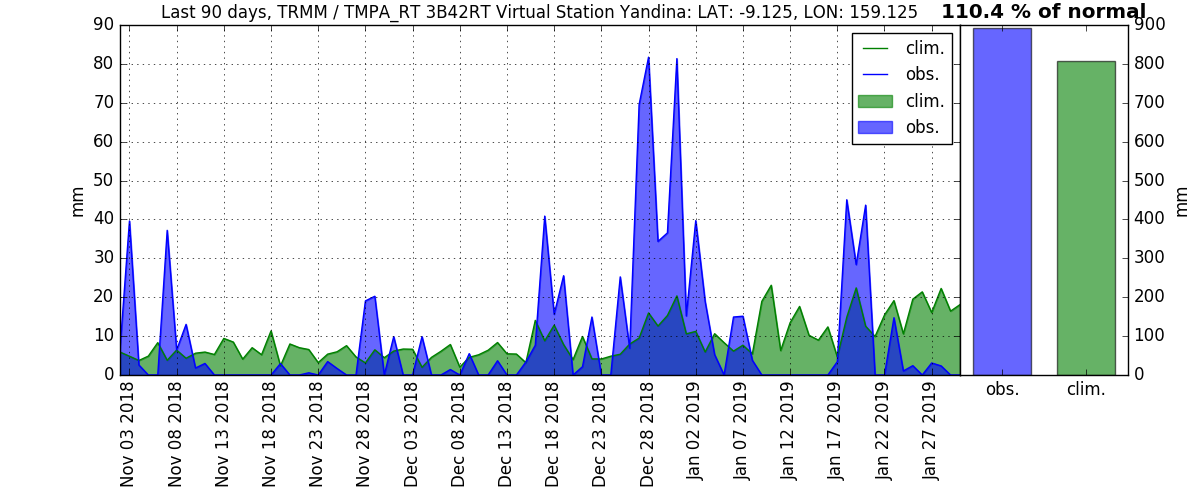 Last 90 days, TRMM / TMPA_RT 3B42RT Virtual Station Yandina: LAT: -9.125, LON: 159.125
110.4 % of normal
90
80
70
60
50
40
30
20
10
0
mm
clim.
obs.
clim.
obs.
900
800
700
600
500
400
300
200
100
0
mm
obs.
clim.
Nov 03 2018
Nov 08 2018
Nov 13 2018
Nov 18 2018
Nov 23 2018
Nov 28 2018
Dec 03 2018
Dec 08 2018
Dec 13 2018
Dec 18 2018
Dec 23 2018
Dec 28 2018
Jan 02 2019
Jan 07 2019
Jan 12 2019
Jan 17 2019
Jan 22 2019
Jan 27 2019